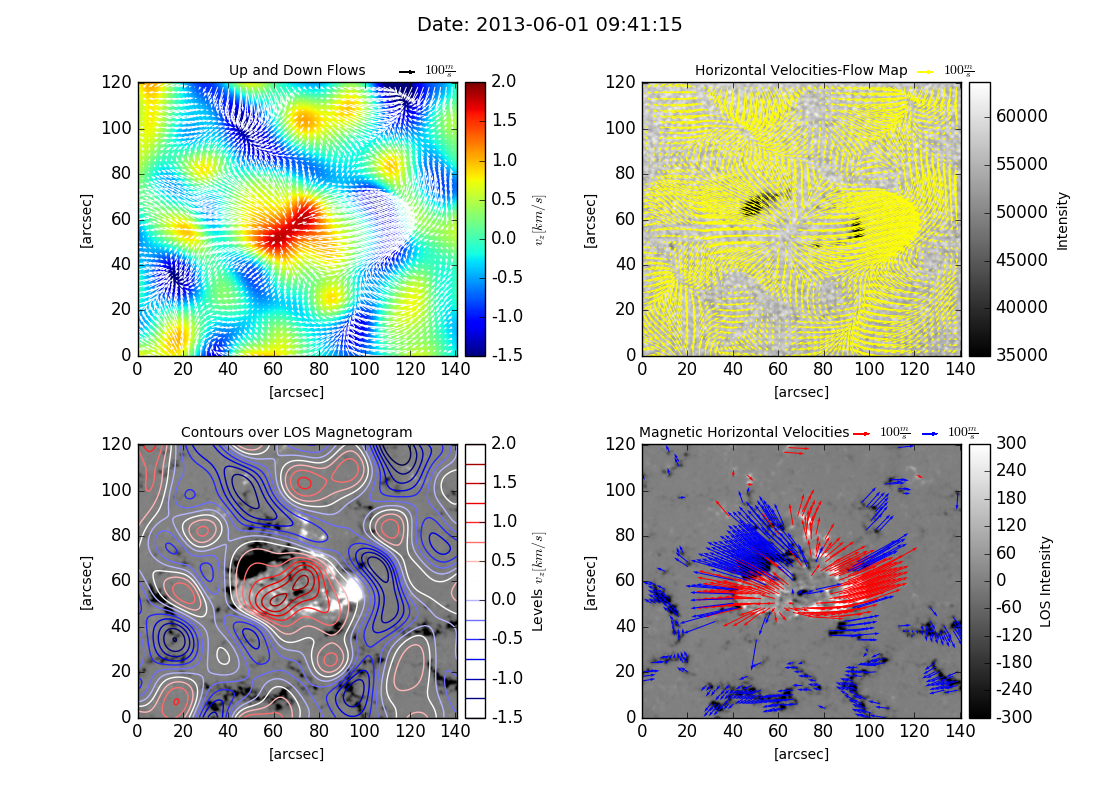 Date: 2013-06-01 09:41:15
Up and Down Flows
100 m/s
120
100
80
60
40
20
0
[arcsec]
0 20 40 60 80 100 120 140
[arcsec]
2.0
1.5
1.0
0.5
0.0
-0.5
-1.0
-1.5
v_z[km/s]
Horizontal Velocities-Flow Map
100 m/s
120
100
80
60
40
20
0
[arcsec]
0 20 40 60 80 100 120 140
[arcsec]
60000
55000
50000
45000
40000
35000
Intensity
Contours over LOS Magnetogram
120
100
80
60
40
20
0
[arcsec]
0 20 40 60 80 100 120 140
[arcsec]
2.0
1.5
1.0
0.5
0.0
-0.5
-1.0
-1.5
Levels v_z[km/s]
Magnetic Horizontal Velocities 100 m/s 100 m/s
120
100
80
60
40
20
0
[arcsec]
0 20 40 60 80 100 120 140
[arcsec]
300
240
180
120
60
0
-60
-120
-180
-240
-300
LOS Intensity